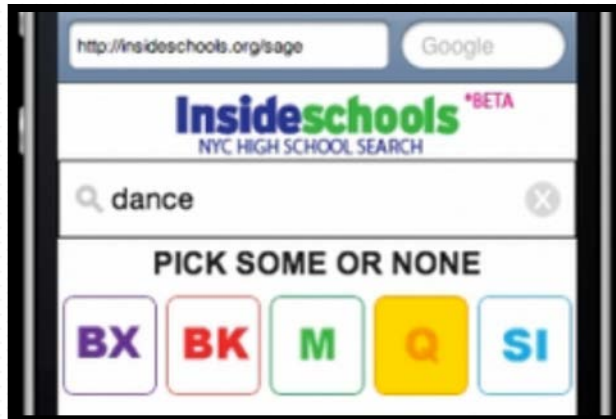 http://insideschools.org/sage Google
Insideschools *BETA
NYC HIGH SCHOOL SEARCH
dance
PICK SOME OR NONE
BX BK M Q SI